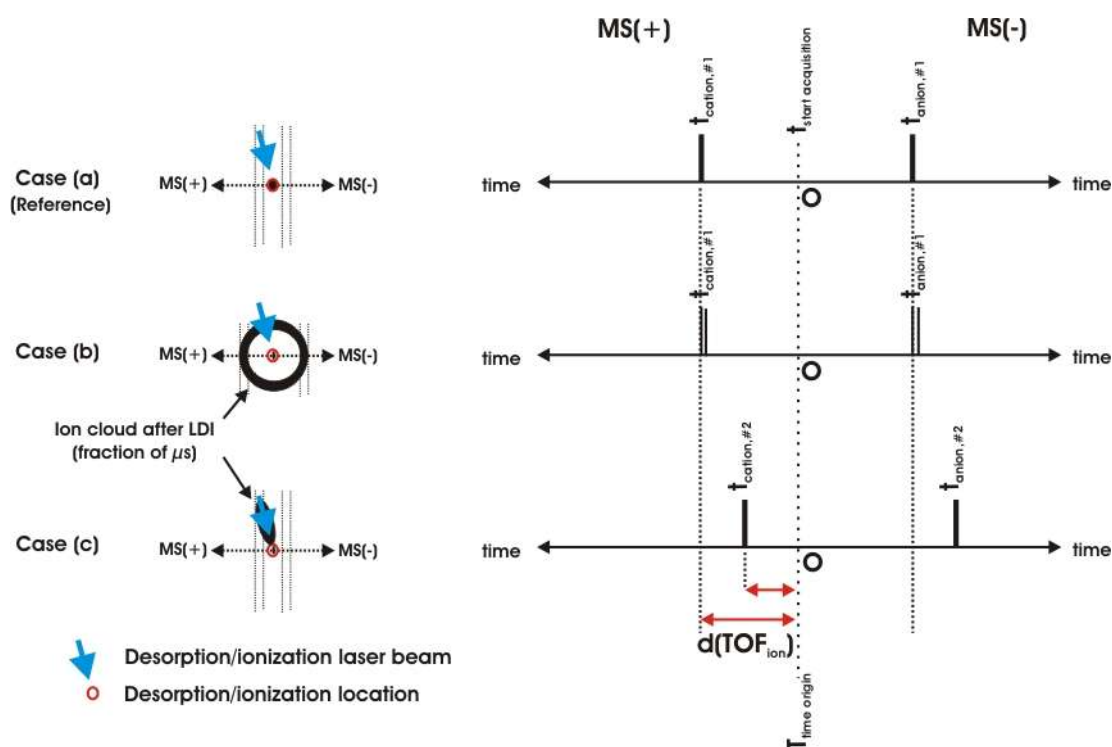 MS(+)
MS(-)
tcation,#1
tstart acquisition
tanion,#1
Case (a)
(Reference)
MS(+)
MS(-)
time
time
O
tcation,#1
tanion,#1
Case (b)
MS(+)
MS(-)
time
time
O
Ion cloud after LDI
(fraction of µs)
tcation,#2
tanion,#2
Case (c)
MS(+)
MS(-)
time
time
O
d(TOFion)
Desorption/ionization laser beam
Desorption/ionization location
Ttime origin